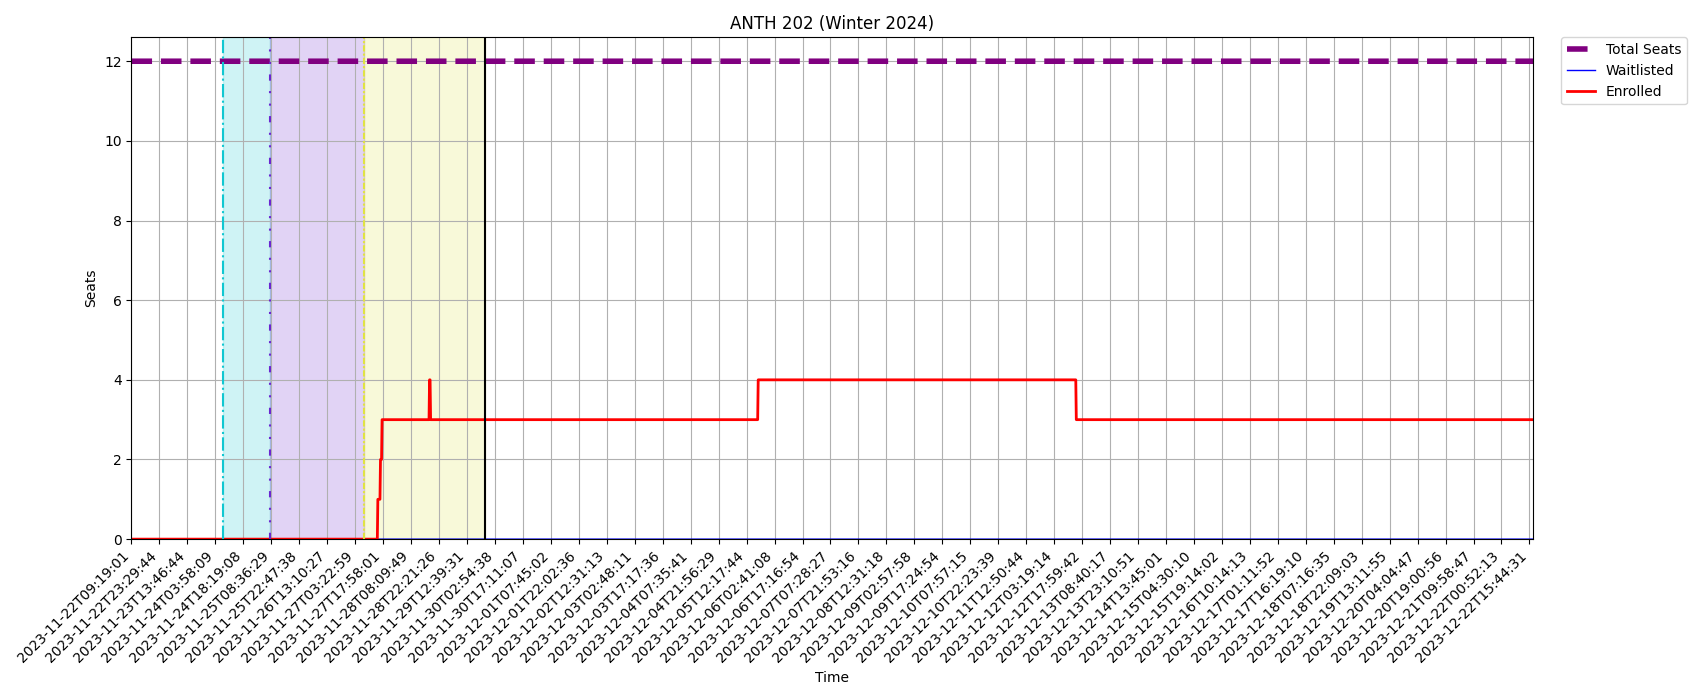 ANTH 202 (Winter 2024)
Total Seats
Waitlisted
Enrolled
Seats
12
10
8
6
4
2
0
2023-11-22T09:19:01
2023-11-22T23:29:44
2023-11-23T13:46:44
2023-11-24T03:58:09
2023-11-24T18:19:08
2023-11-25T08:36:29
2023-11-25T22:47:38
2023-11-26T13:10:27
2023-11-27T03:22:59
2023-11-27T17:58:01
2023-11-28T08:09:49
2023-11-28T22:21:26
2023-11-29T12:39:31
2023-11-30T02:54:38
2023-11-30T17:11:07
2023-12-01T07:45:02
2023-12-01T22:02:36
2023-12-02T12:31:13
2023-12-03T02:48:11
2023-12-03T17:17:36
2023-12-04T07:35:41
2023-12-04T21:56:29
2023-12-05T12:17:44
2023-12-06T02:41:08
2023-12-06T17:16:54
2023-12-07T07:28:27
2023-12-07T21:53:16
2023-12-08T12:31:18
2023-12-09T02:57:58
2023-12-09T17:24:54
2023-12-10T07:57:15
2023-12-10T22:23:39
2023-12-11T12:50:44
2023-12-12T03:19:14
2023-12-12T17:59:42
2023-12-13T08:40:17
2023-12-13T23:10:51
2023-12-14T13:45:01
2023-12-15T04:30:10
2023-12-15T19:14:02
2023-12-16T10:14:13
2023-12-17T01:11:52
2023-12-17T16:19:10
2023-12-18T07:16:35
2023-12-18T22:09:03
2023-12-19T13:11:55
2023-12-20T04:04:47
2023-12-20T19:00:56
2023-12-21T09:58:47
2023-12-22T00:52:13
2023-12-22T15:44:31
Time